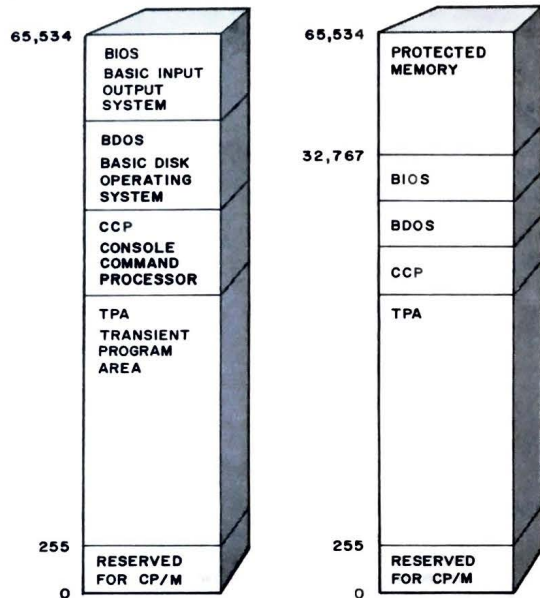 65,534
BIOS
BASIC INPUT
OUTPUT
SYSTEM
BDOS
BASIC DISK
OPERATING
SYSTEM
CCP
CONSOLE
COMMAND
PROCESSOR
TPA
TRANSIENT
PROGRAM
AREA
255
RESERVED
FOR CP/M
0
65,534
PROTECTED
MEMORY
32,767
BIOS
BDOS
CCP
TPA
255
RESERVED
FOR CP/M
0